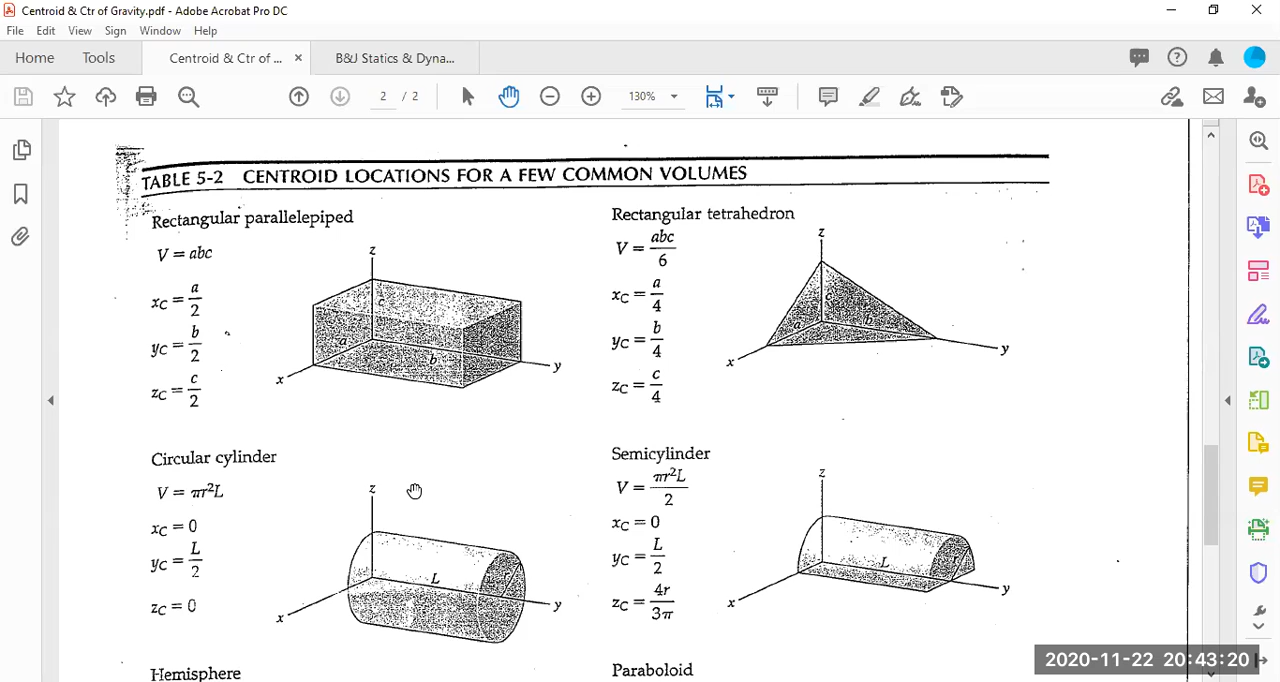 Centroid & Ctr of Gravity.pdf - Adobe Acrobat Pro DC
File Edit View Sign Window Help
Home Tools Centroid & Ctr of ... × B&J Statics & Dyna...
2 / 2 130%
TABLE 5-2 CENTROID LOCATIONS FOR A FEW COMMON VOLUMES
Rectangular parallelepiped
V = abc
xC = a/2
yC = b/2
zC = c/2
z
c
a
b
x
y
Rectangular tetrahedron
V = abc/6
xC = a/4
yC = b/4
zC = c/4
z
c
a
b
x
y
Circular cylinder
V = πr²L
xC = 0
yC = L/2
zC = 0
z
L
x
y
Semicylinder
V = πr²L/2
xC = 0
yC = L/2
zC = 4r/3π
z
L
r
x
y
Hemisphere
Paraboloid
2020-11-22 20:43:20